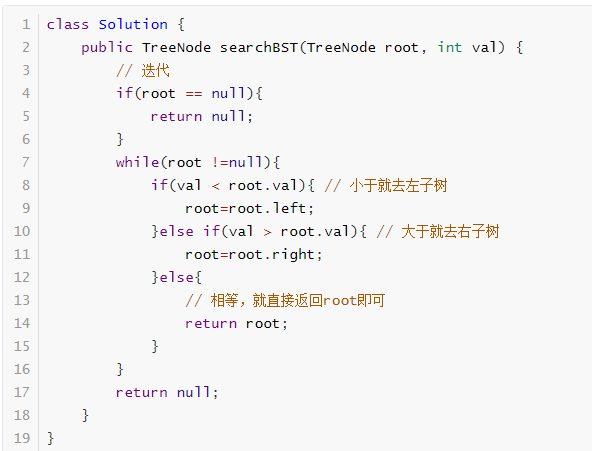 1 class Solution {
2     public TreeNode searchBST(TreeNode root, int val) {
3         // 迭代
4         if(root == null){
5             return null;
6         }
7         while(root !=null){
8             if(val < root.val){ // 小于就去左子树
9                 root=root.left;
10             }else if(val > root.val){ // 大于就去右子树
11                 root=root.right;
12             }else{
13                 // 相等，就直接返回root即可
14                 return root;
15             }
16         }
17         return null;
18     }
19 }